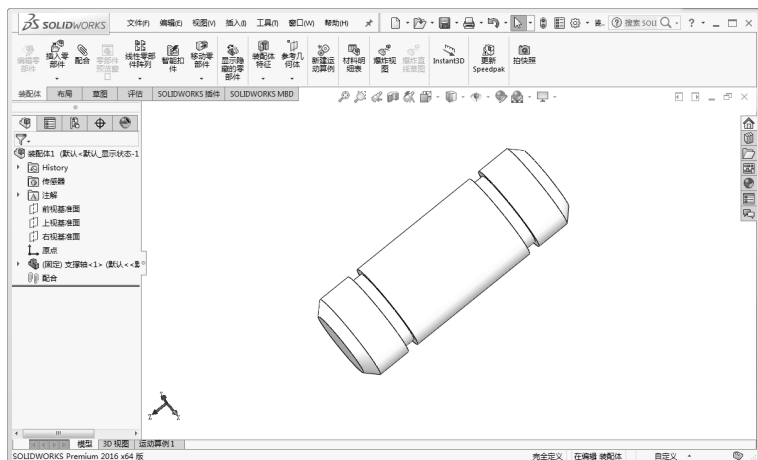 SOLIDWORKS 文件(F) 编辑(E) 视图(V) 插入(I) 工具(T) 窗口(W) 帮助(H) 装.. 搜索 SOU
编辑零部件 插入零部件 配合 零部件预览窗口 线性零部件阵列 智能扣件 移动零部件 显示隐藏的零部件 装配体特征 参考几何体 新建运动算例 材料明细表 爆炸视图 爆炸直线草图 Instant3D 更新 Speedpak 拍快照
装配体 布局 草图 评估 SOLIDWORKS 插件 SOLIDWORKS MBD
装配体1 (默认<默认_显示状态-1
History
传感器
注解
前视基准面
上视基准面
右视基准面
原点
(固定) 支撑轴<1> (默认<<默
配合
模型 3D 视图 运动算例 1
SOLIDWORKS Premium 2016 x64 版 完全定义 在编辑 装配体 自定义